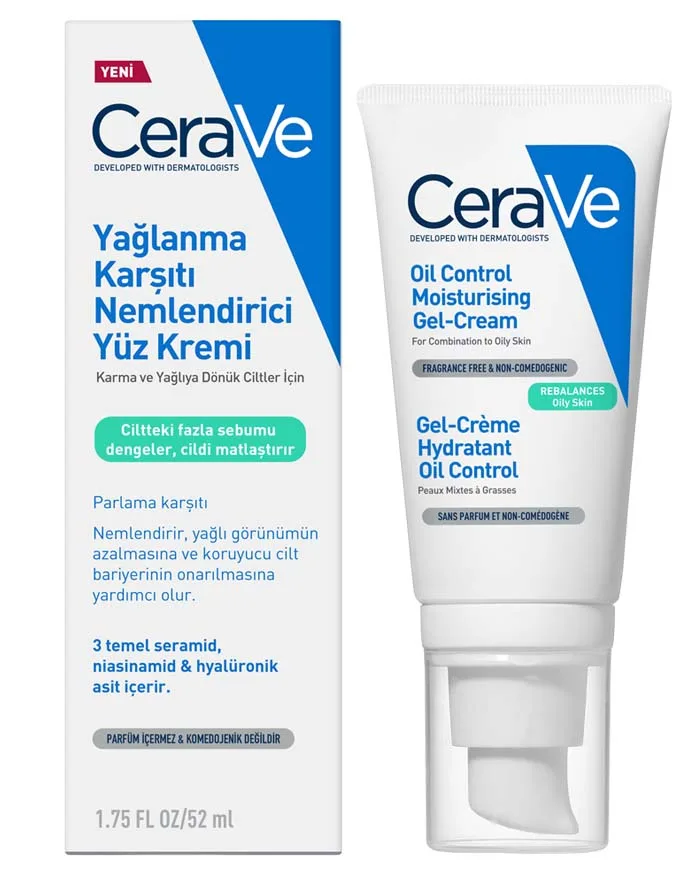 YENİ
CeraVe
DEVELOPED WITH DERMATOLOGISTS
Yağlanma
Karşıtı
Nemlendirici
Yüz Kremi
Karma ve Yağlıya Dönük Ciltler İçin
Ciltteki fazla sebumu
dengeler, cildi matlaştırır
Parlama karşıtı
Nemlendirir, yağlı görünümün
azalmasına ve koruyucu cilt
bariyerinin onarılmasına
yardımcı olur.
3 temel seramid,
niasinamid & hyalüronik
asit içerir.
PARFÜM İÇERMEZ & KOMEDOJENİK DEĞİLDİR
1.75 FL OZ/52 ml
CeraVe
DEVELOPED WITH DERMATOLOGISTS
Oil Control
Moisturising
Gel-Cream
For Combination to Oily Skin
FRAGRANCE FREE & NON-COMEDOGENIC
REBALANCES
Oily Skin
Gel-Crème
Hydratant
Oil Control
Peaux Mixtes à Grasses
SANS PARFUM ET NON-COMÉDOGÈNE